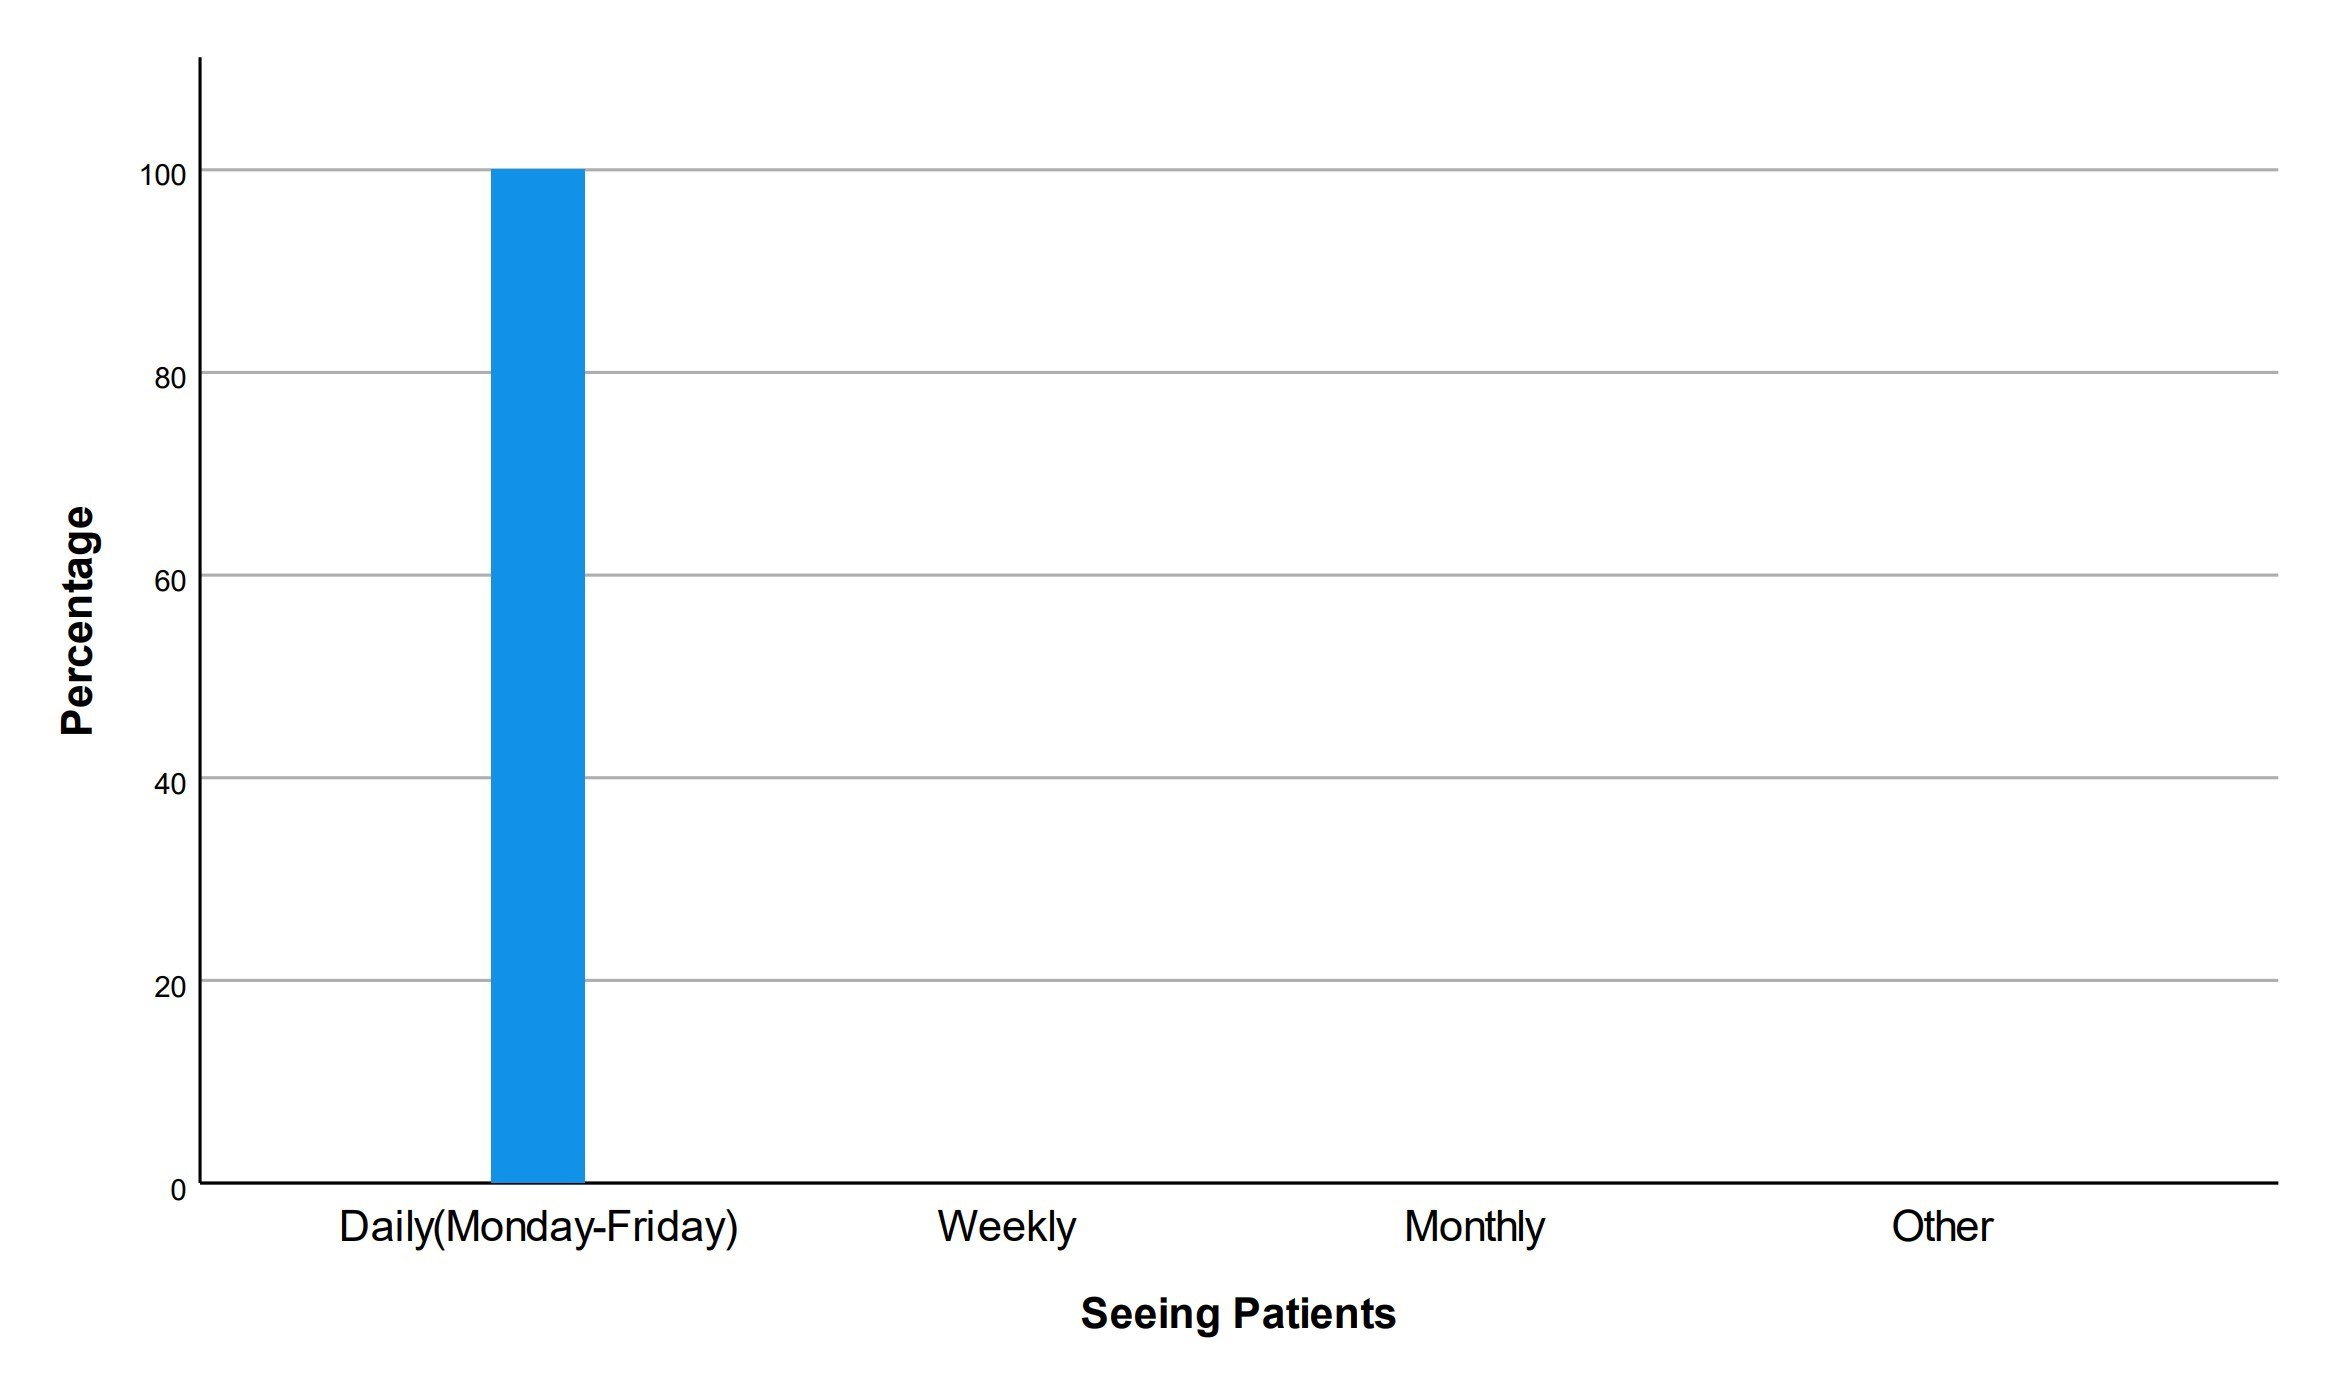 Percentage
100
80
60
40
20
0
Daily(Monday-Friday)
Weekly
Monthly
Other
Seeing Patients